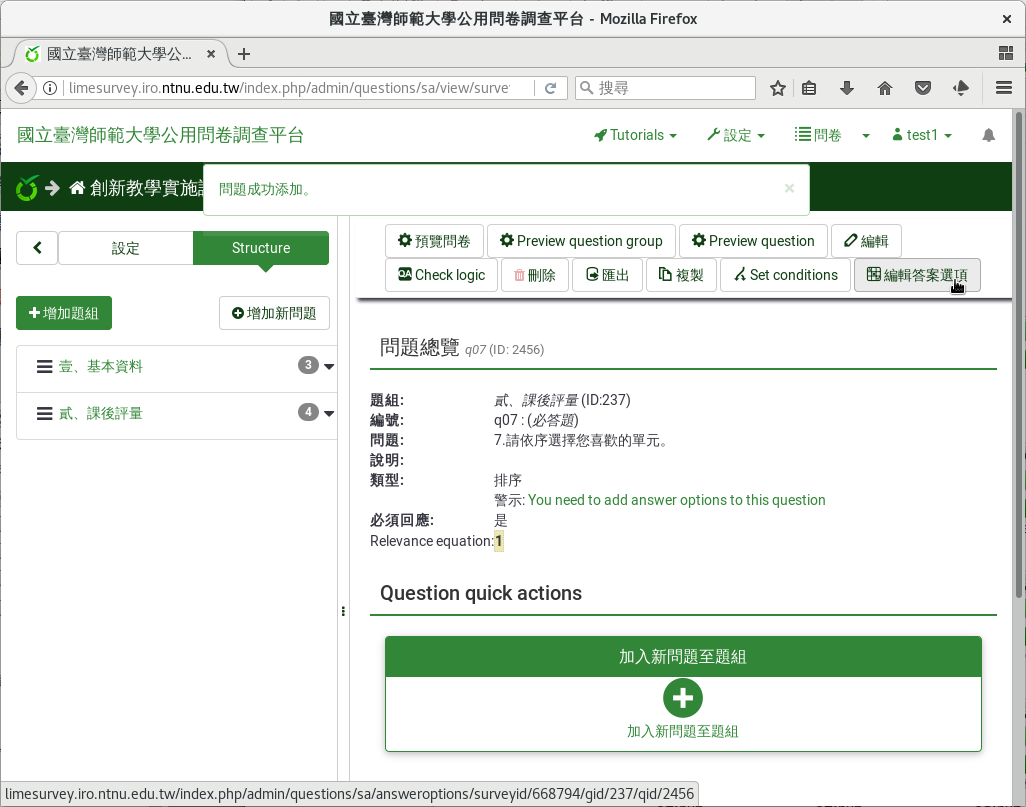 國立臺灣師範大學公用問卷調查平台 - Mozilla Firefox
國立臺灣師範大學公...
limesurvey.iro.ntnu.edu.tw/index.php/admin/questions/sa/view/surve
搜尋
國立臺灣師範大學公用問卷調查平台
Tutorials
設定
問卷
test1
創新教學實施
問題成功添加。
×
設定
Structure
預覽問卷
Preview question group
Preview question
編輯
Check logic
刪除
匯出
複製
Set conditions
編輯答案選項
增加題組
增加新問題
壹、基本資料 3
貳、課後評量 4
問題總覽 q07 (ID: 2456)
題組: 貳、課後評量 (ID:237)
編號: q07 : (必答題)
問題: 7.請依序選擇您喜歡的單元。
說明:
類型: 排序
警示: You need to add answer options to this question
必須回應: 是
Relevance equation: 1
Question quick actions
加入新問題至題組
加入新問題至題組
limesurvey.iro.ntnu.edu.tw/index.php/admin/questions/sa/answeroptions/surveyid/668794/gid/237/qid/2456